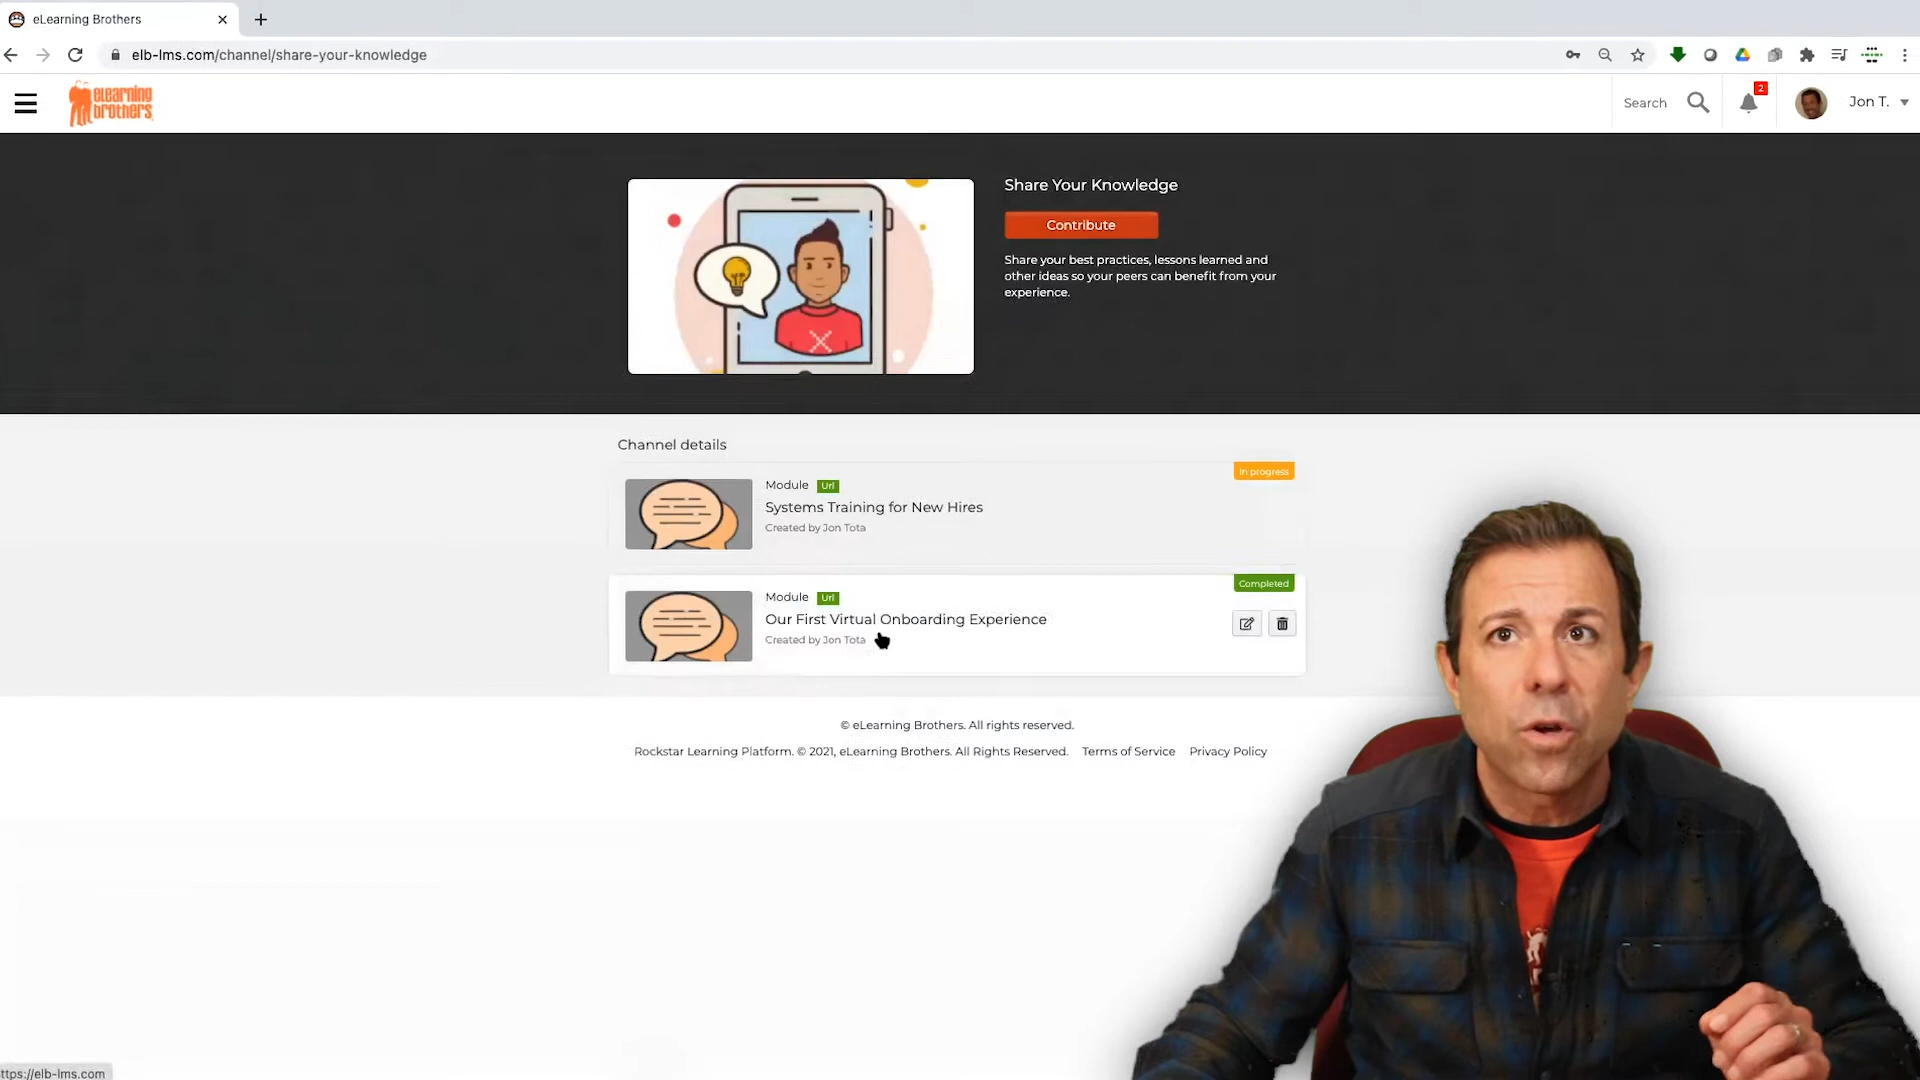 eLearning Brothers
elb-lms.com/channel/share-your-knowledge
eLearning
brothers
Search
2
Jon T.
Share Your Knowledge
Contribute
Share your best practices, lessons learned and
other ideas so your peers can benefit from your
experience.
Channel details
In progress
Module Url
Systems Training for New Hires
Created by Jon Tota
Completed
Module Url
Our First Virtual Onboarding Experience
Created by Jon Tota
© eLearning Brothers. All rights reserved.
Rockstar Learning Platform. © 2021, eLearning Brothers. All Rights Reserved. Terms of Service Privacy Policy
ttps://elb-lms.com